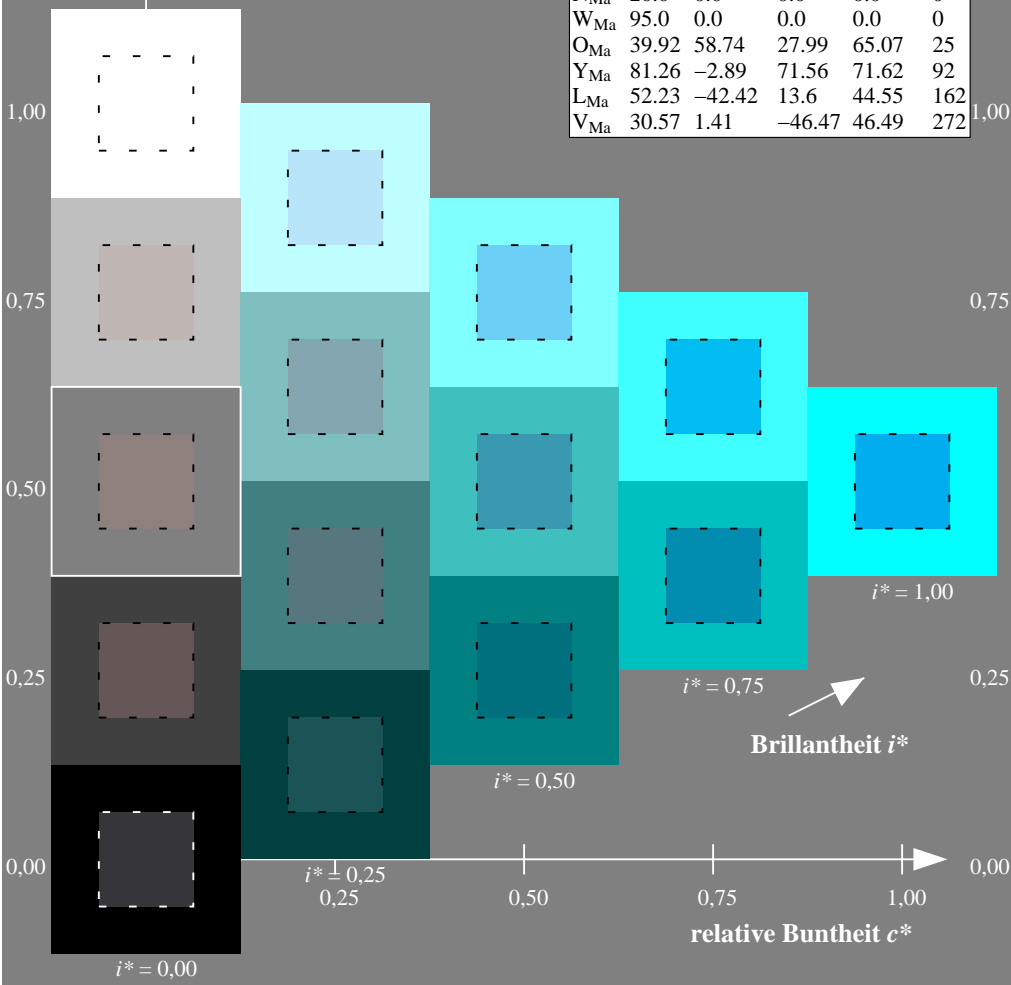 W_Ma 95.0 0.0 0.0 0.0 0
O_Ma 39.92 58.74 27.99 65.07 25
Y_Ma 81.26 −2.89 71.56 71.62 92
L_Ma 52.23 −42.42 13.6 44.55 162
V_Ma 30.57 1.41 −46.47 46.49 272
1,00 1,00
0,75 0,75
0,50
i* = 1,00
0,25 0,25
i* = 0,75
Brillantheit i*
i* = 0,50
0,00 0,00
i* = 0,25
0,25 0,50 0,75 1,00
relative Buntheit c*
i* = 0,00